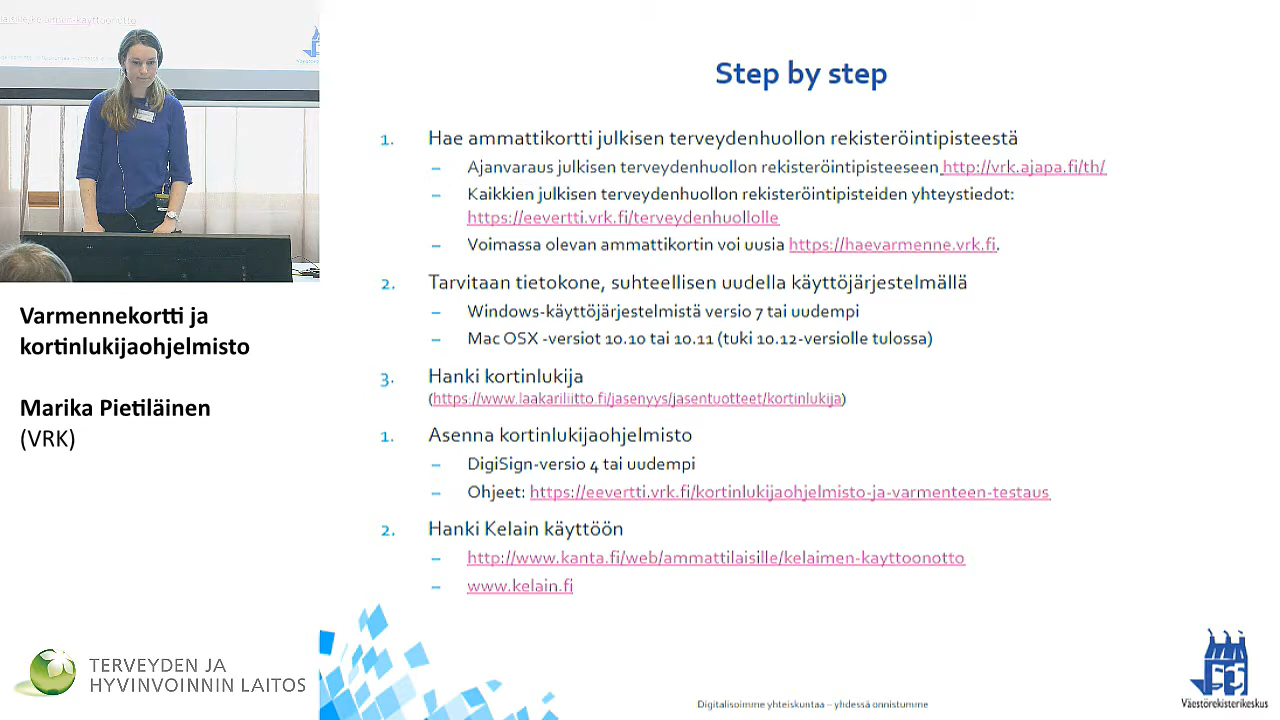 Step by step
1. Hae ammattikortti julkisen terveydenhuollon rekisteröintipisteestä
– Ajanvaraus julkisen terveydenhuollon rekisteröintipisteeseen http://vrk.ajapa.fi/th/
– Kaikkien julkisen terveydenhuollon rekisteröintipisteiden yhteystiedot:
https://eevertti.vrk.fi/terveydenhuollolle
– Voimassa olevan ammattikortin voi uusia https://haevarmenne.vrk.fi.
2. Tarvitaan tietokone, suhteellisen uudella käyttöjärjestelmällä
– Windows-käyttöjärjestelmistä versio 7 tai uudempi
– Mac OSX -versiot 10.10 tai 10.11 (tuki 10.12-versiolle tulossa)
3. Hanki kortinlukija
(https://www.laakariliitto.fi/jasenyys/jasentuotteet/kortinlukija)
1. Asenna kortinlukijaohjelmisto
– DigiSign-versio 4 tai uudempi
– Ohjeet: https://eevertti.vrk.fi/kortinlukijaohjelmisto-ja-varmenteen-testaus
2. Hanki Kelain käyttöön
– http://www.kanta.fi/web/ammattilaisille/kelaimen-kayttoonotto
– www.kelain.fi
Digitalisoimme yhteiskuntaa – yhdessä onnistumme
Väestörekisterikeskus
Varmennekortti ja
kortinlukijaohjelmisto
Marika Pietiläinen
(VRK)
TERVEYDEN JA
HYVINVOINNIN LAITOS